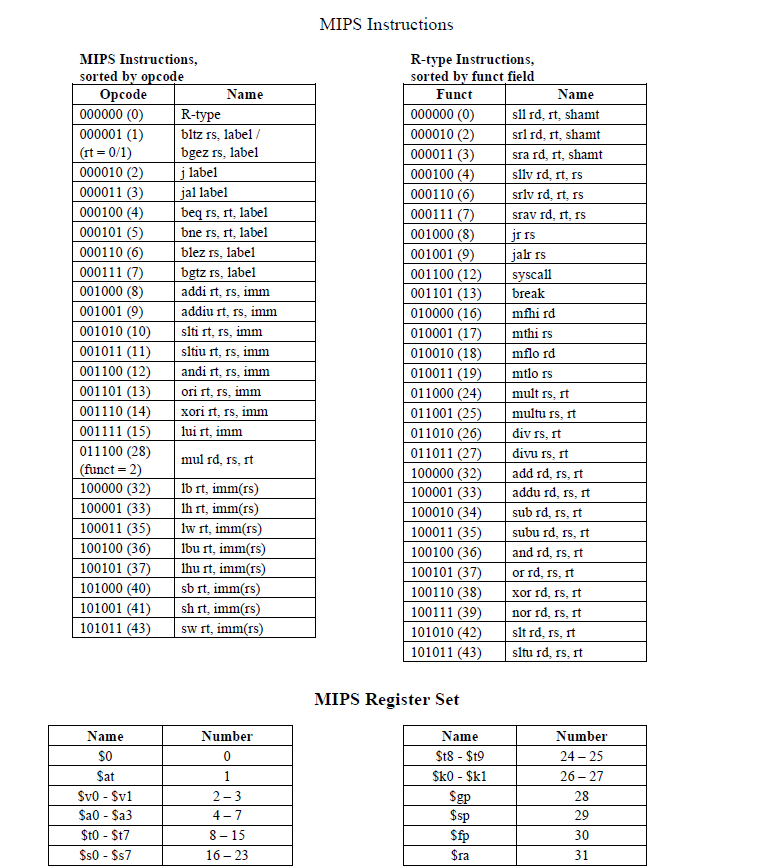 MIPS Instructions
MIPS Instructions,
sorted by opcode
Opcode Name
000000 (0) R-type
000001 (1) bltz rs, label /
(rt = 0/1) bgez rs, label
000010 (2) j label
000011 (3) jal label
000100 (4) beq rs, rt, label
000101 (5) bne rs, rt, label
000110 (6) blez rs, label
000111 (7) bgtz rs, label
001000 (8) addi rt, rs, imm
001001 (9) addiu rt, rs, imm
001010 (10) slti rt, rs, imm
001011 (11) sltiu rt, rs, imm
001100 (12) andi rt, rs, imm
001101 (13) ori rt, rs, imm
001110 (14) xori rt, rs, imm
001111 (15) lui rt, imm
011100 (28)
(funct = 2) mul rd, rs, rt
100000 (32) lb rt, imm(rs)
100001 (33) lh rt, imm(rs)
100011 (35) lw rt, imm(rs)
100100 (36) lbu rt, imm(rs)
100101 (37) lhu rt, imm(rs)
101000 (40) sb rt, imm(rs)
101001 (41) sh rt, imm(rs)
101011 (43) sw rt, imm(rs)
R-type Instructions,
sorted by funct field
Funct Name
000000 (0) sll rd, rt, shamt
000010 (2) srl rd, rt, shamt
000011 (3) sra rd, rt, shamt
000100 (4) sllv rd, rt, rs
000110 (6) srlv rd, rt, rs
000111 (7) srav rd, rt, rs
001000 (8) jr rs
001001 (9) jalr rs
001100 (12) syscall
001101 (13) break
010000 (16) mfhi rd
010001 (17) mthi rs
010010 (18) mflo rd
010011 (19) mtlo rs
011000 (24) mult rs, rt
011001 (25) multu rs, rt
011010 (26) div rs, rt
011011 (27) divu rs, rt
100000 (32) add rd, rs, rt
100001 (33) addu rd, rs, rt
100010 (34) sub rd, rs, rt
100011 (35) subu rd, rs, rt
100100 (36) and rd, rs, rt
100101 (37) or rd, rs, rt
100110 (38) xor rd, rs, rt
100111 (39) nor rd, rs, rt
101010 (42) slt rd, rs, rt
101011 (43) sltu rd, rs, rt
MIPS Register Set
Name Number
$0 0
$at 1
$v0 - $v1 2 – 3
$a0 - $a3 4 – 7
$t0 - $t7 8 – 15
$s0 - $s7 16 – 23
Name Number
$t8 - $t9 24 – 25
$k0 - $k1 26 – 27
$gp 28
$sp 29
$fp 30
$ra 31